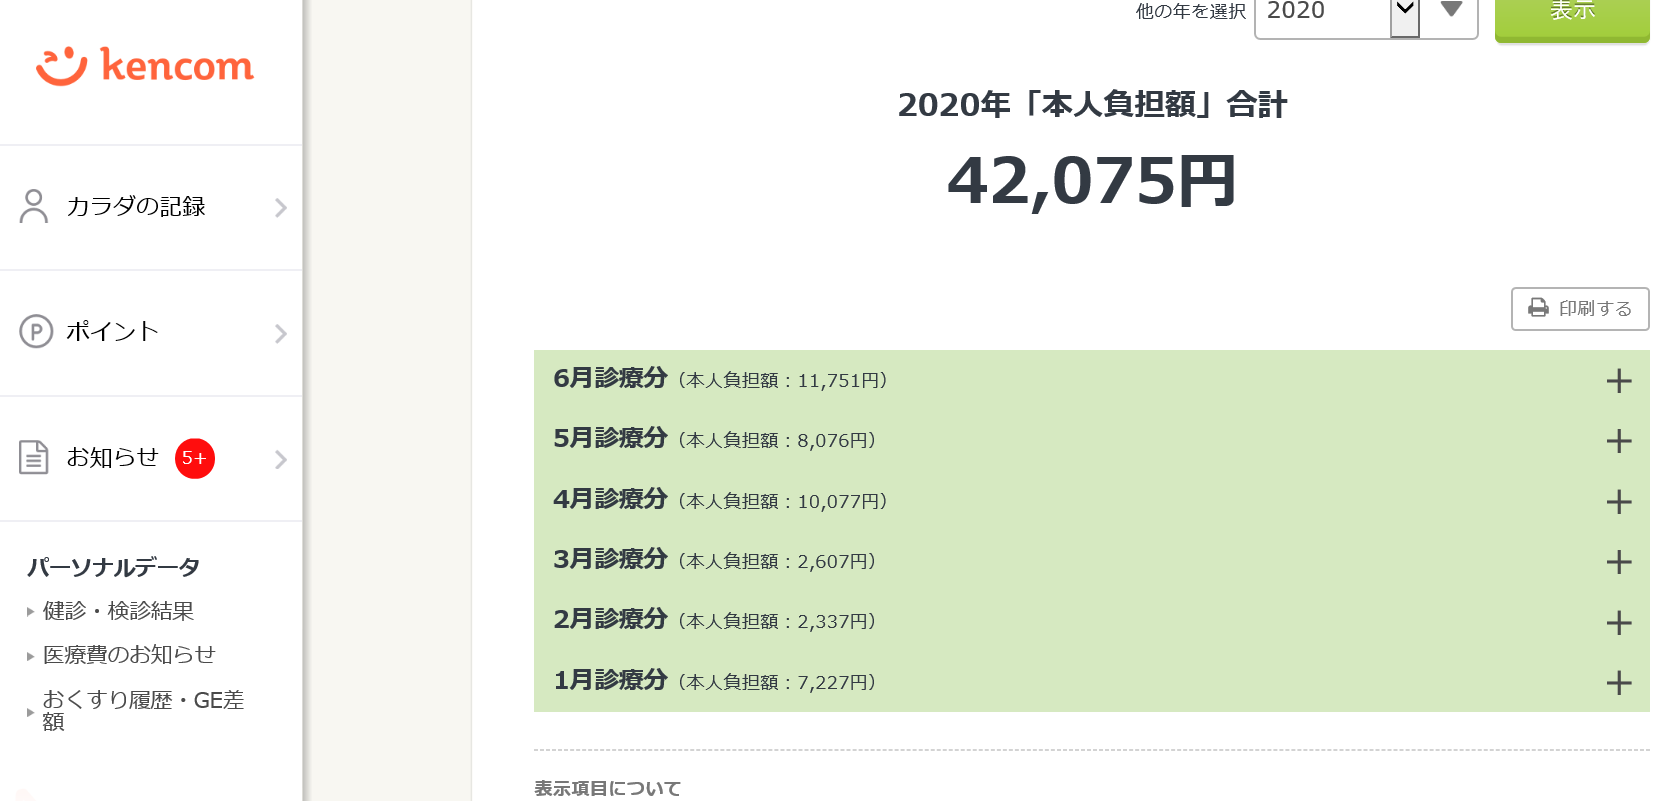 他の年を選択 2020 表示
kencom
2020年「本人負担額」合計
42,075円
カラダの記録
印刷する
ポイント
6月診療分（本人負担額：11,751円）
5月診療分（本人負担額：8,076円）
お知らせ 5+
4月診療分（本人負担額：10,077円）
3月診療分（本人負担額：2,607円）
パーソナルデータ
健診・検診結果
2月診療分（本人負担額：2,337円）
医療費のお知らせ
1月診療分（本人負担額：7,227円）
おくすり履歴・GE差
額
表示項目について